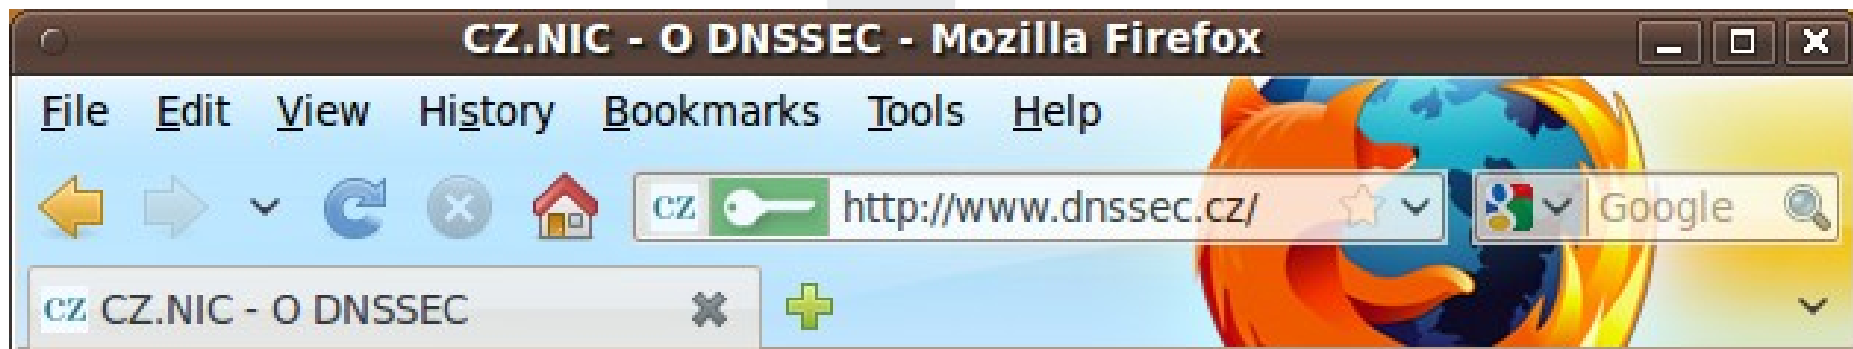 CZ.NIC - O DNSSEC - Mozilla Firefox
File Edit View History Bookmarks Tools Help
CZ http://www.dnssec.cz/ Google
CZ CZ.NIC - O DNSSEC